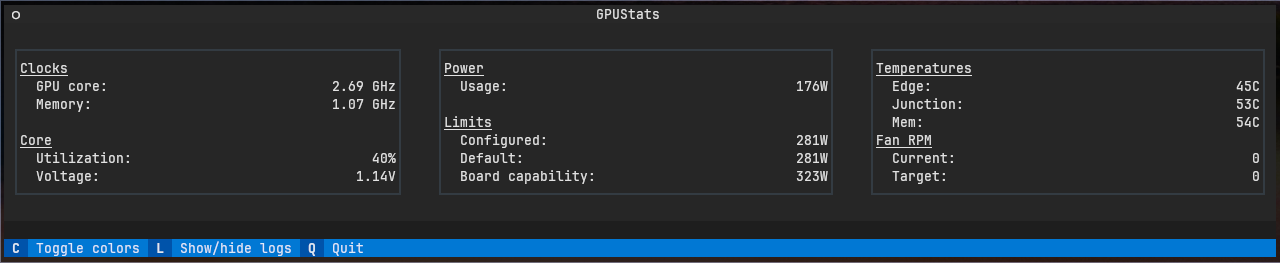 GPUStats
Clocks
GPU core: 2.69 GHz
Memory: 1.07 GHz
Core
Utilization: 40%
Voltage: 1.14V
Power
Usage: 176W
Limits
Configured: 281W
Default: 281W
Board capability: 323W
Temperatures
Edge: 45C
Junction: 53C
Mem: 54C
Fan RPM
Current: 0
Target: 0
C Toggle colors L Show/hide logs Q Quit